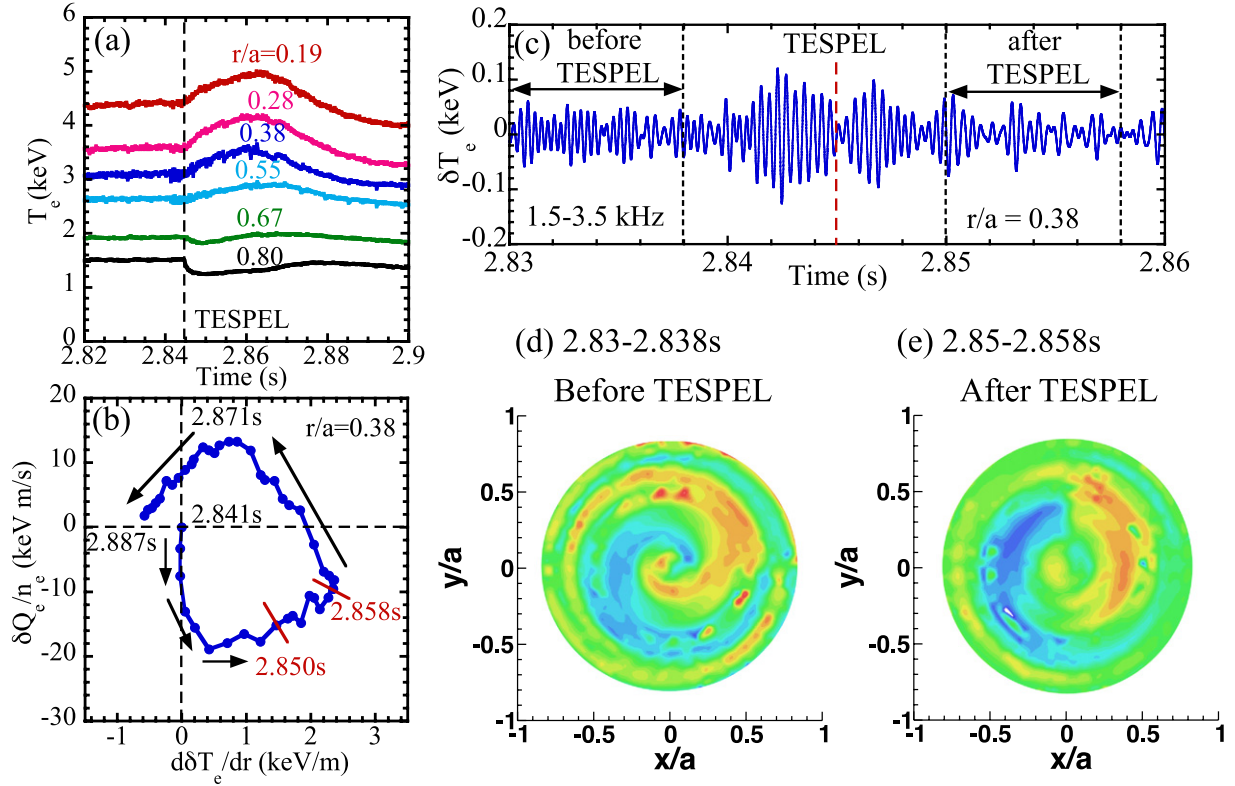 (a)
6
5
4
3
2
1
0
T_e(keV)
r/a=0.19
0.28
0.38
0.55
0.67
0.80
TESPEL
2.82 2.84 2.86 2.88 2.9
Time (s)
(c)
before
TESPEL
TESPEL
after
TESPEL
0.2
0.1
0
-0.1
-0.2
δT_e (keV)
1.5-3.5 kHz
r/a = 0.38
2.83 2.84 2.85 2.86
Time (s)
(b)
20
10
0
-10
-20
-30
δQ_e/n_e (keV m/s)
2.871s
r/a=0.38
2.841s
2.887s
2.858s
2.850s
-1 0 1 2 3
dδT_e/dr (keV/m)
(d) 2.83-2.838s
Before TESPEL
1
0.5
0
-0.5
-1
y/a
-1 -0.5 0 0.5 1
x/a
(e) 2.85-2.858s
After TESPEL
1
0.5
0
-0.5
-1
y/a
-1 -0.5 0 0.5 1
x/a